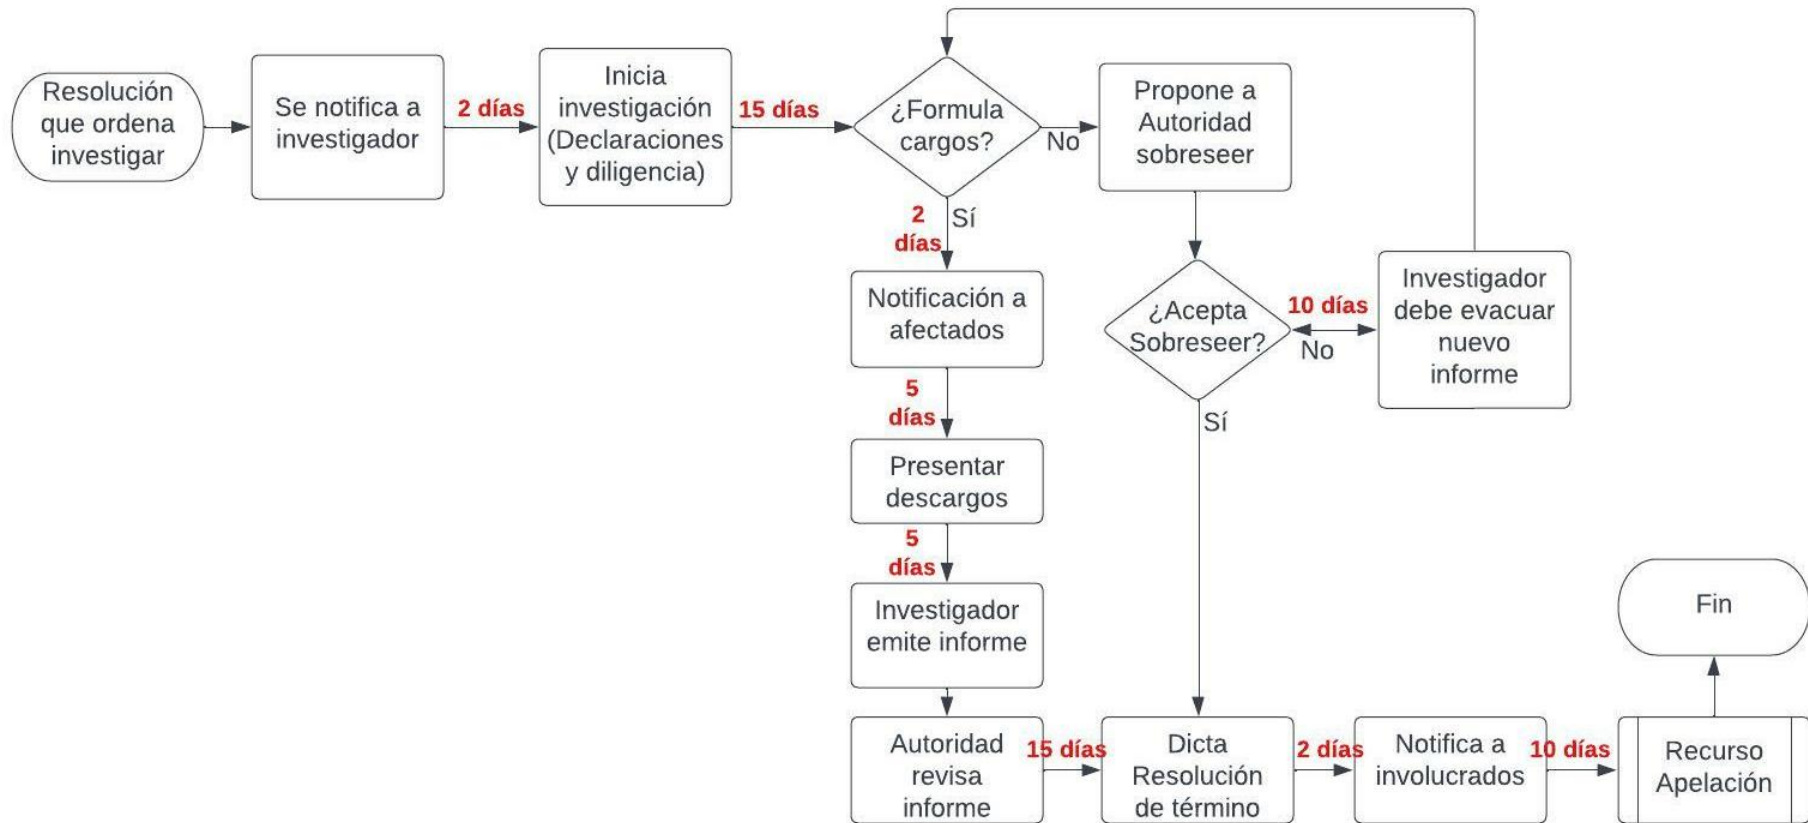 Resolución
que ordena
investigar
Se notifica a
investigador
2 días
Inicia
investigación
(Declaraciones
y diligencia)
15 días
¿Formula
cargos?
No
Propone a
Autoridad
sobreseer
2
días
Sí
Notificación a
afectados
¿Acepta
Sobreseer?
10 días
No
Investigador
debe evacuar
nuevo
informe
Sí
5
días
Presentar
descargos
5
días
Investigador
emite informe
Autoridad
revisa
informe
15 días
Dicta
Resolución
de término
2 días
Notifica a
involucrados
10 días
Recurso
Apelación
Fin